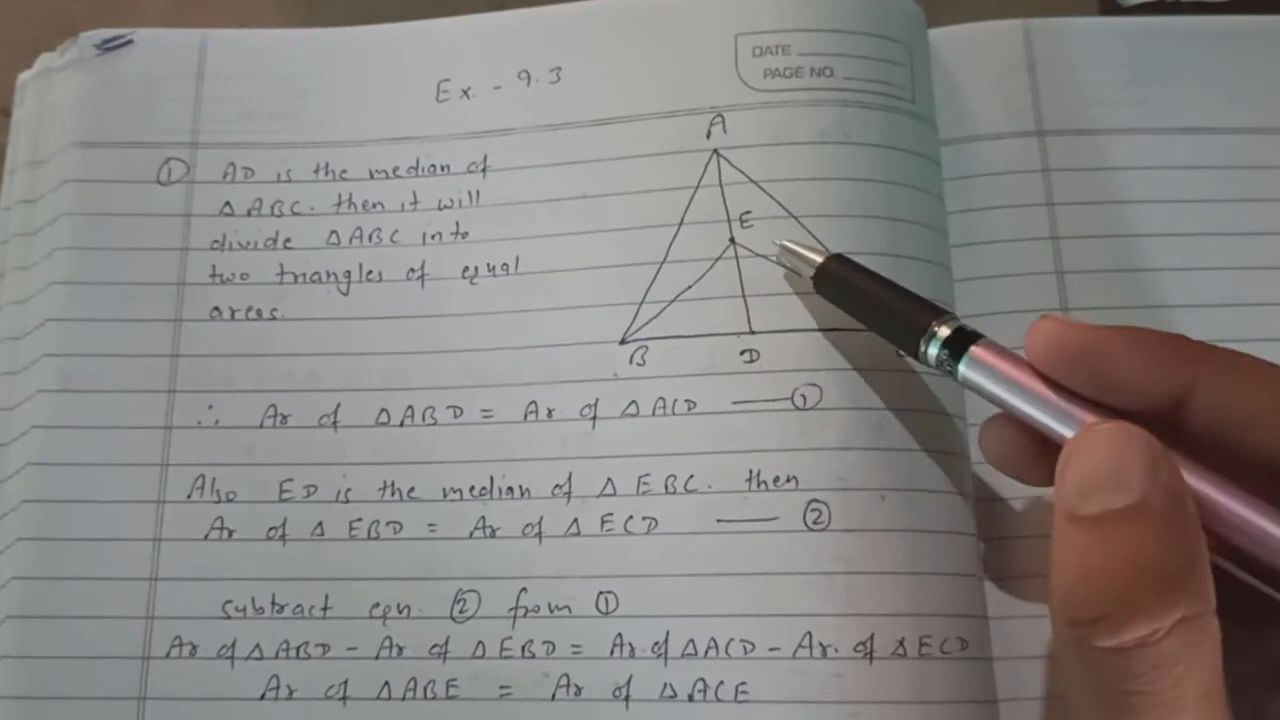 DATE
PAGE NO.
Ex. - 9.3
① AD is the median of
△ABC. then it will
divide △ABC into
two triangles of equal
areas.
A
E
B
D
∴ Ar of △ABD = Ar of △ACD —— ①
Also ED is the median of △EBC. then
Ar of △EBD = Ar of △ECD —— ②
subtract eqn. ② from ①
Ar of △ABD - Ar of △EBD = Ar. of △ACD - Ar. of △ECD
Ar of △ABE = Ar of △ACE